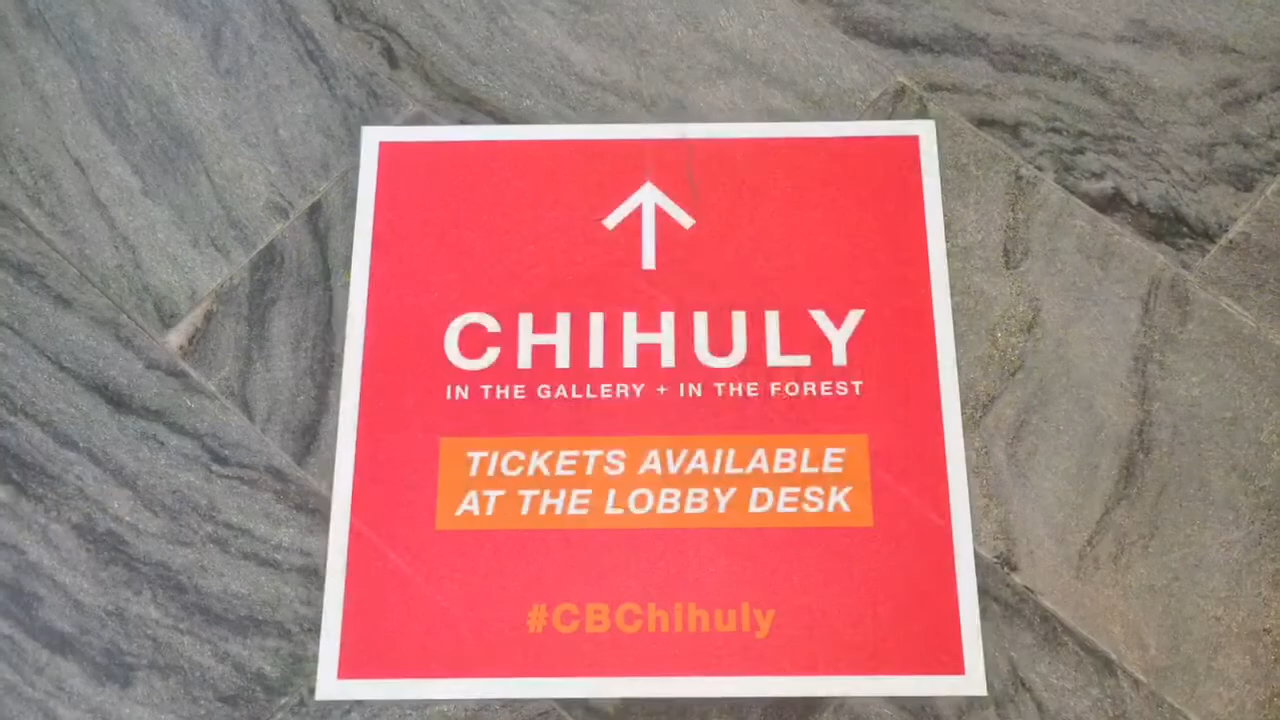 CHIHULY
IN THE GALLERY + IN THE FOREST
TICKETS AVAILABLE
AT THE LOBBY DESK
#CBChihuly